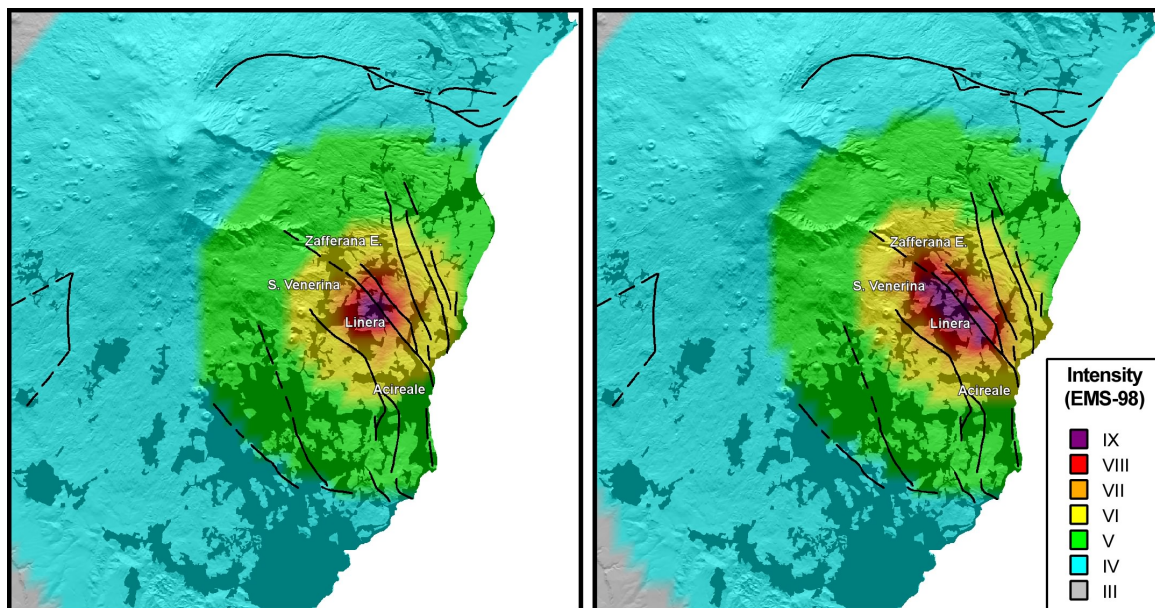 Zafferana E.
S. Venerina
Linera
Acireale
Zafferana E.
S. Venerina
Linera
Acireale
Intensity
(EMS-98)
IX
VIII
VII
VI
V
IV
III